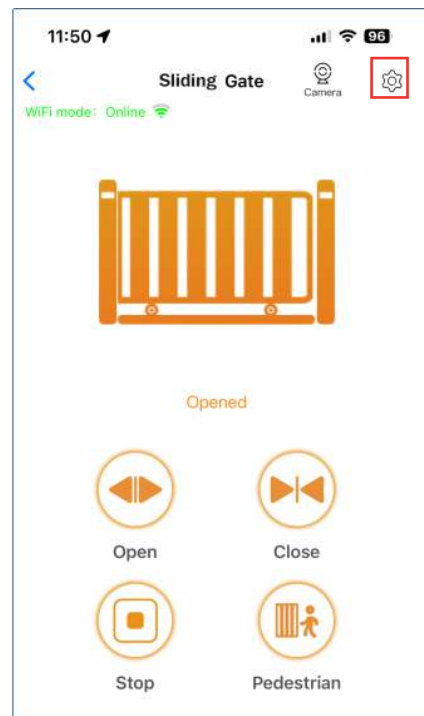 11:50
96
Sliding Gate
Camera
WiFi mode: Online
Opened
Open
Close
Stop
Pedestrian